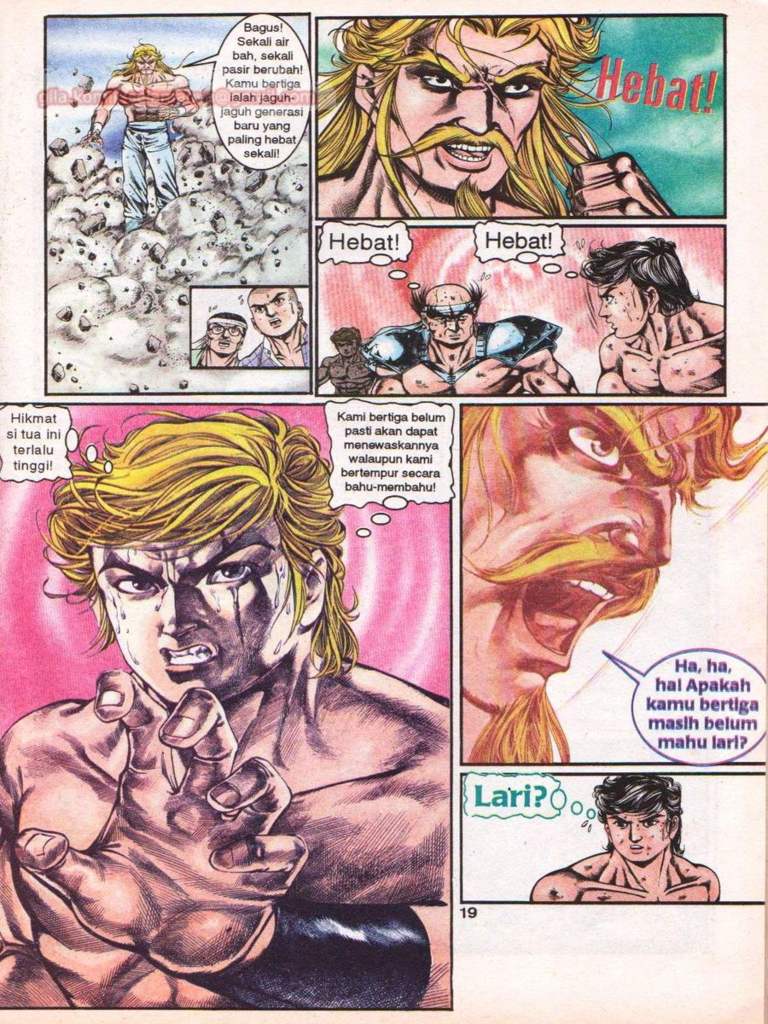 Bagus!
Sekali air
bah, sekali
pasir berubah!
Kamu bertiga
ialah jaguh-
jaguh generasi
baru yang
paling hebat
sekali!
Hebat!
Hebat!
Hebat!
Hikmat
si tua ini
terlalu
tinggi!
Kami bertiga belum
pasti akan dapat
menewaskannya
walaupun kami
bertempur secara
bahu-membahu!
Ha, ha,
ha! Apakah
kamu bertiga
masih belum
mahu lari?
Lari?
19